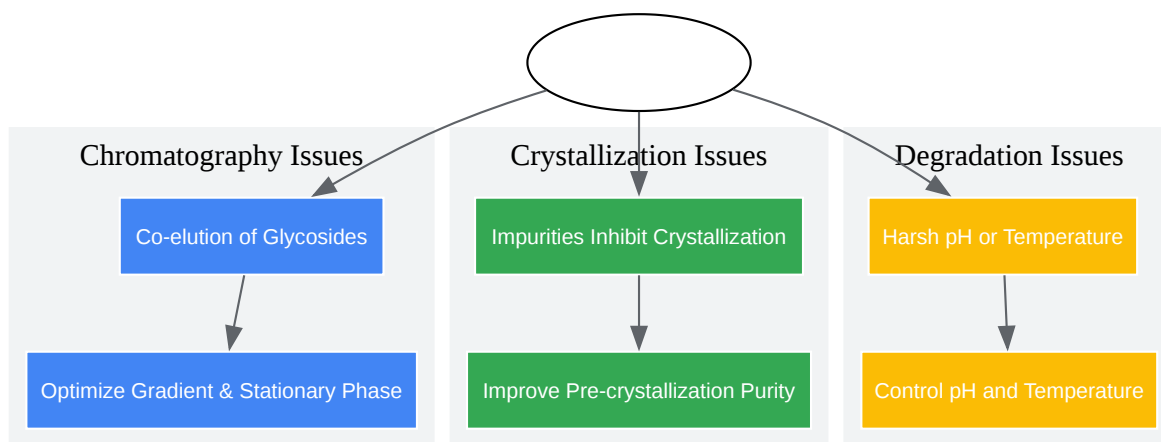 Chromatography Issues
Crystallization Issues
Degradation Issues
Co-elution of Glycosides
Impurities Inhibit Crystallization
Harsh pH or Temperature
Optimize Gradient & Stationary Phase
Improve Pre-crystallization Purity
Control pH and Temperature